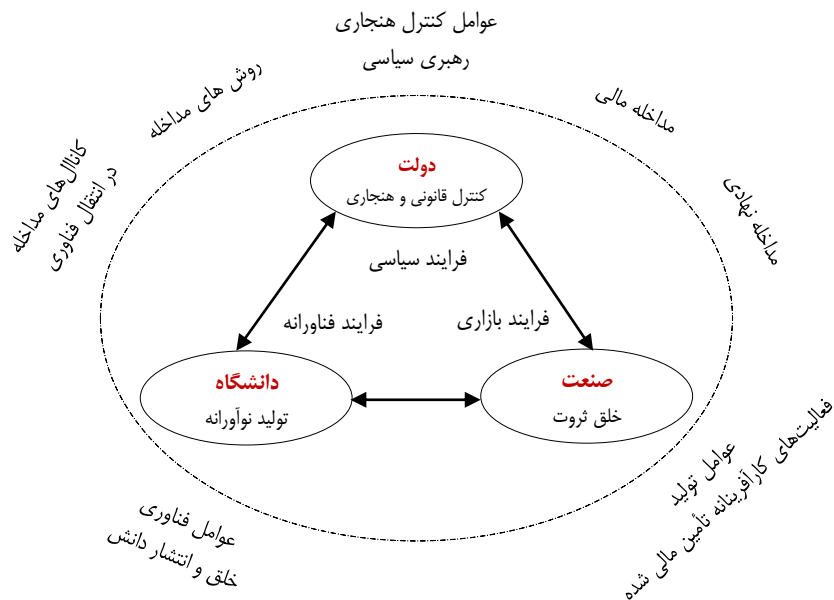 عوامل کنترل هنجاری
رهبری سیاسی
روش های مداخله
مداخله مالی
کاناال‌های مداخله
در انتقال فناوری
مداخله نهادی
دولت
کنترل قانونی و هنجاری
فرایند سیاسی
فرایند بازاری
فرایند فناورانه
صنعت
خلق ثروت
دانشگاه
تولید نوآورانه
عوامل تولید
فعالیت‌های کارآفرینانه تأمین مالی شده
عوامل فناوری
خلق و انتشار دانش